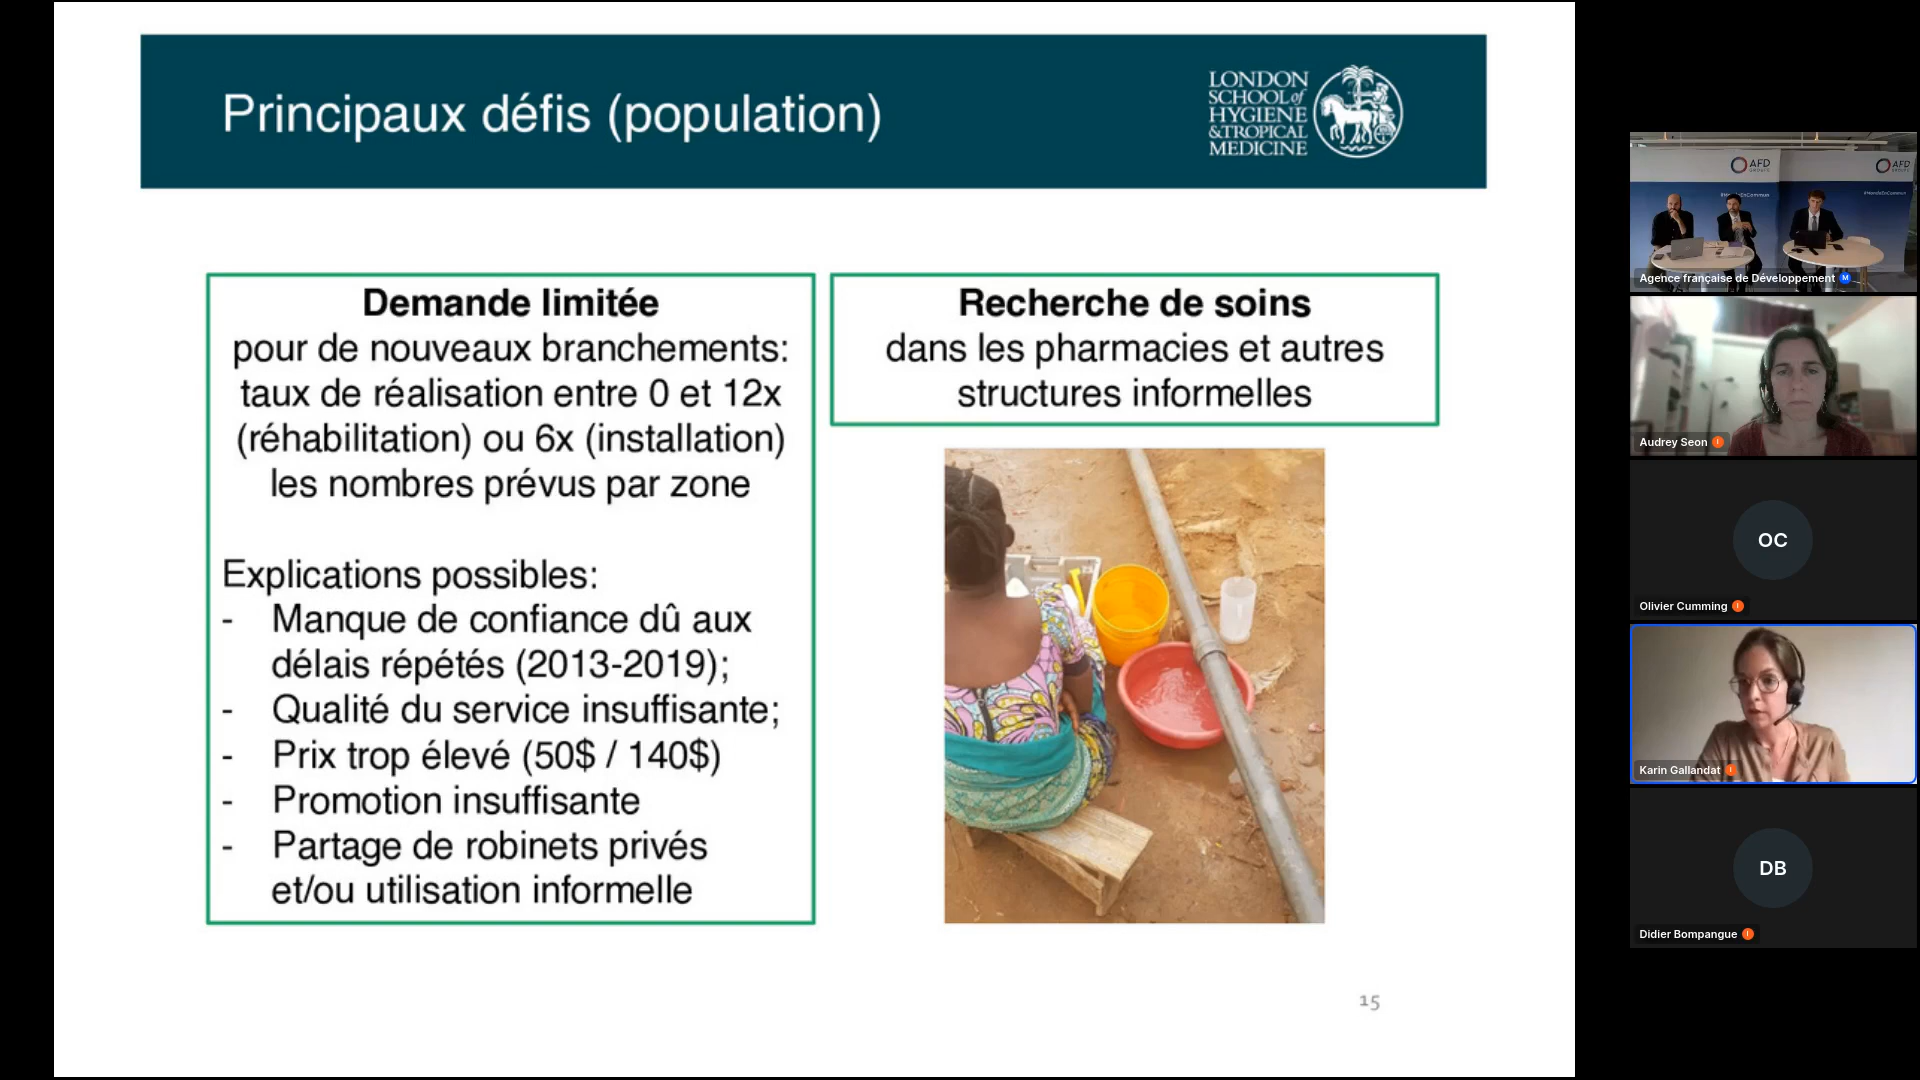 Principaux défis (population)
LONDON
SCHOOL of
HYGIENE
&TROPICAL
MEDICINE
Demande limitée
pour de nouveaux branchements:
taux de réalisation entre 0 et 12x
(réhabilitation) ou 6x (installation)
les nombres prévus par zone
Explications possibles:
- Manque de confiance dû aux
délais répétés (2013-2019);
- Qualité du service insuffisante;
- Prix trop élevé (50$ / 140$)
- Promotion insuffisante
- Partage de robinets privés
et/ou utilisation informelle
Recherche de soins
dans les pharmacies et autres
structures informelles
15
AFD
GROUPE
AFD
#MondeEnCommun
Agence française de Développement M
Audrey Seon
OC
Olivier Cumming
Karin Gallandat
DB
Didier Bompangue